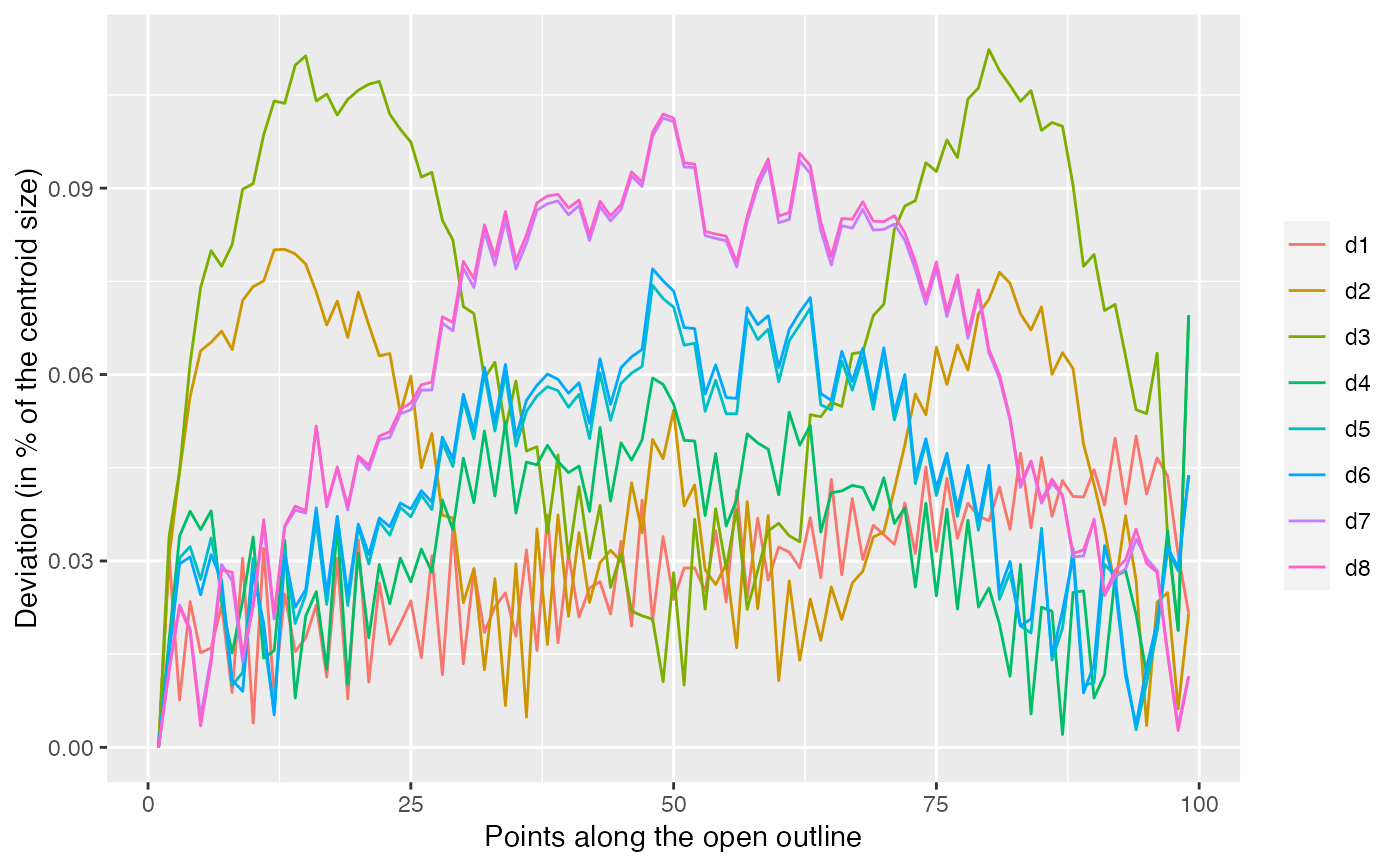 Deviation (in % of the centroid size)
0.09
0.06
0.03
0.00
0 25 50 75 100
Points along the open outline
d1
d2
d3
d4
d5
d6
d7
d8